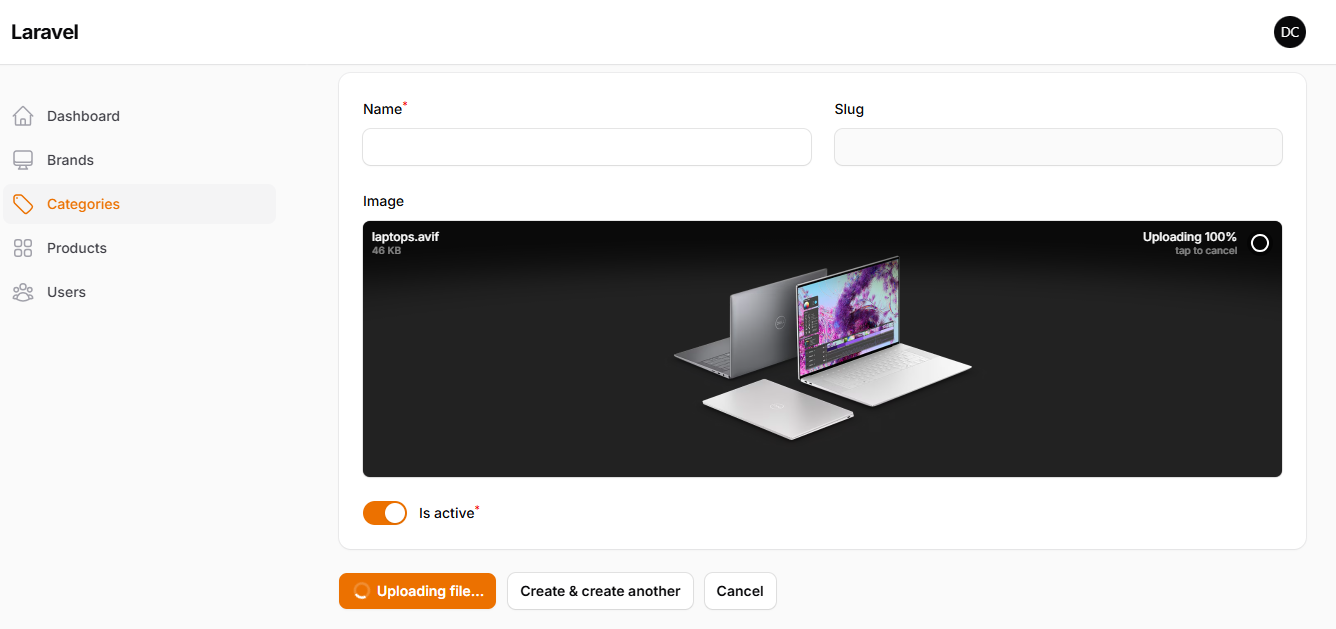 Laravel
DC
Dashboard
Brands
Categories
Products
Users
Name*
Slug
Image
laptops.avif
46 KB
Uploading 100%
tap to cancel
Is active*
Uploading file...
Create & create another
Cancel